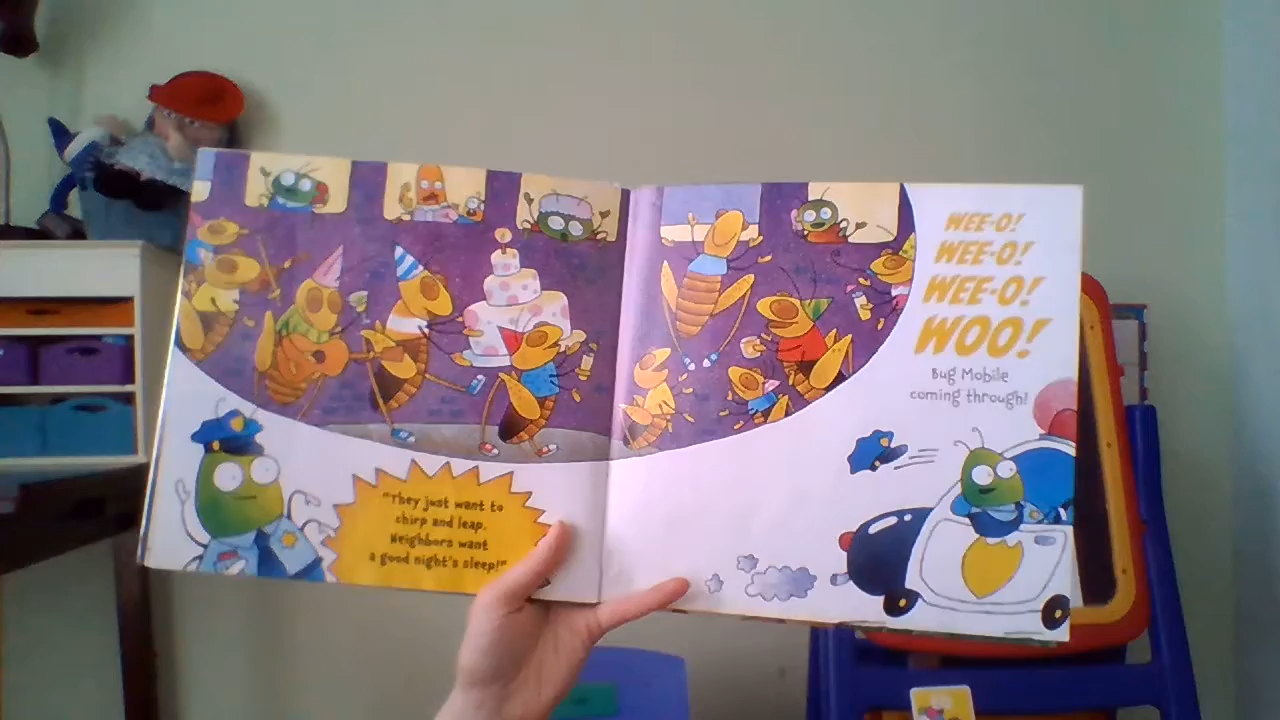 "They just want to
chirp and leap.
Neighbors want
a good night's sleep!"
WEE-O!
WEE-O!
WEE-O!
WOO!
Bug Mobile
coming through!